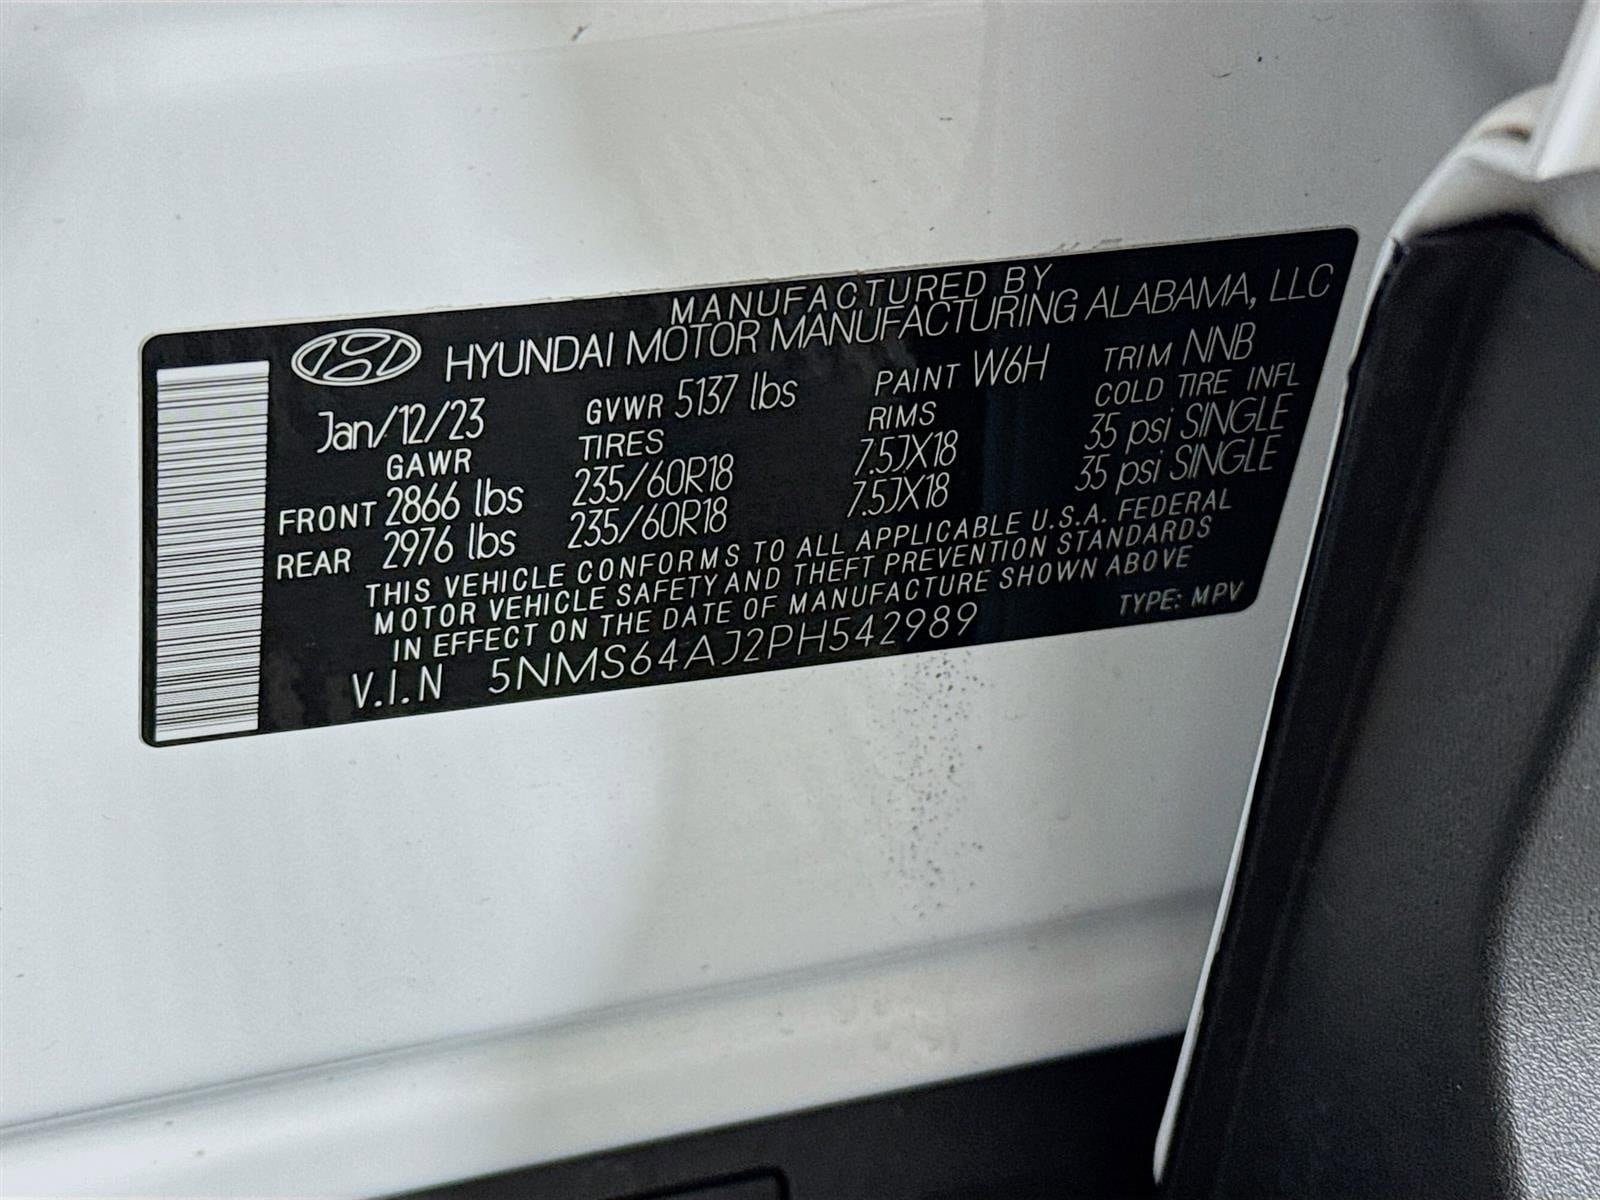 MANUFACTURED BY
HYUNDAI MOTOR MANUFACTURING ALABAMA, LLC
Jan/12/23 GVWR 5137 lbs PAINT W6H TRIM NNB
GAWR TIRES RIMS COLD TIRE INFL
FRONT 2866 lbs 235/60R18 7.5JX18 35 psi SINGLE
REAR 2976 lbs 235/60R18 7.5JX18 35 psi SINGLE
THIS VEHICLE CONFORMS TO ALL APPLICABLE U.S.A. FEDERAL
MOTOR VEHICLE SAFETY AND THEFT PREVENTION STANDARDS
IN EFFECT ON THE DATE OF MANUFACTURE SHOWN ABOVE
V.I.N 5NMS64AJ2PH542989 TYPE: MPV